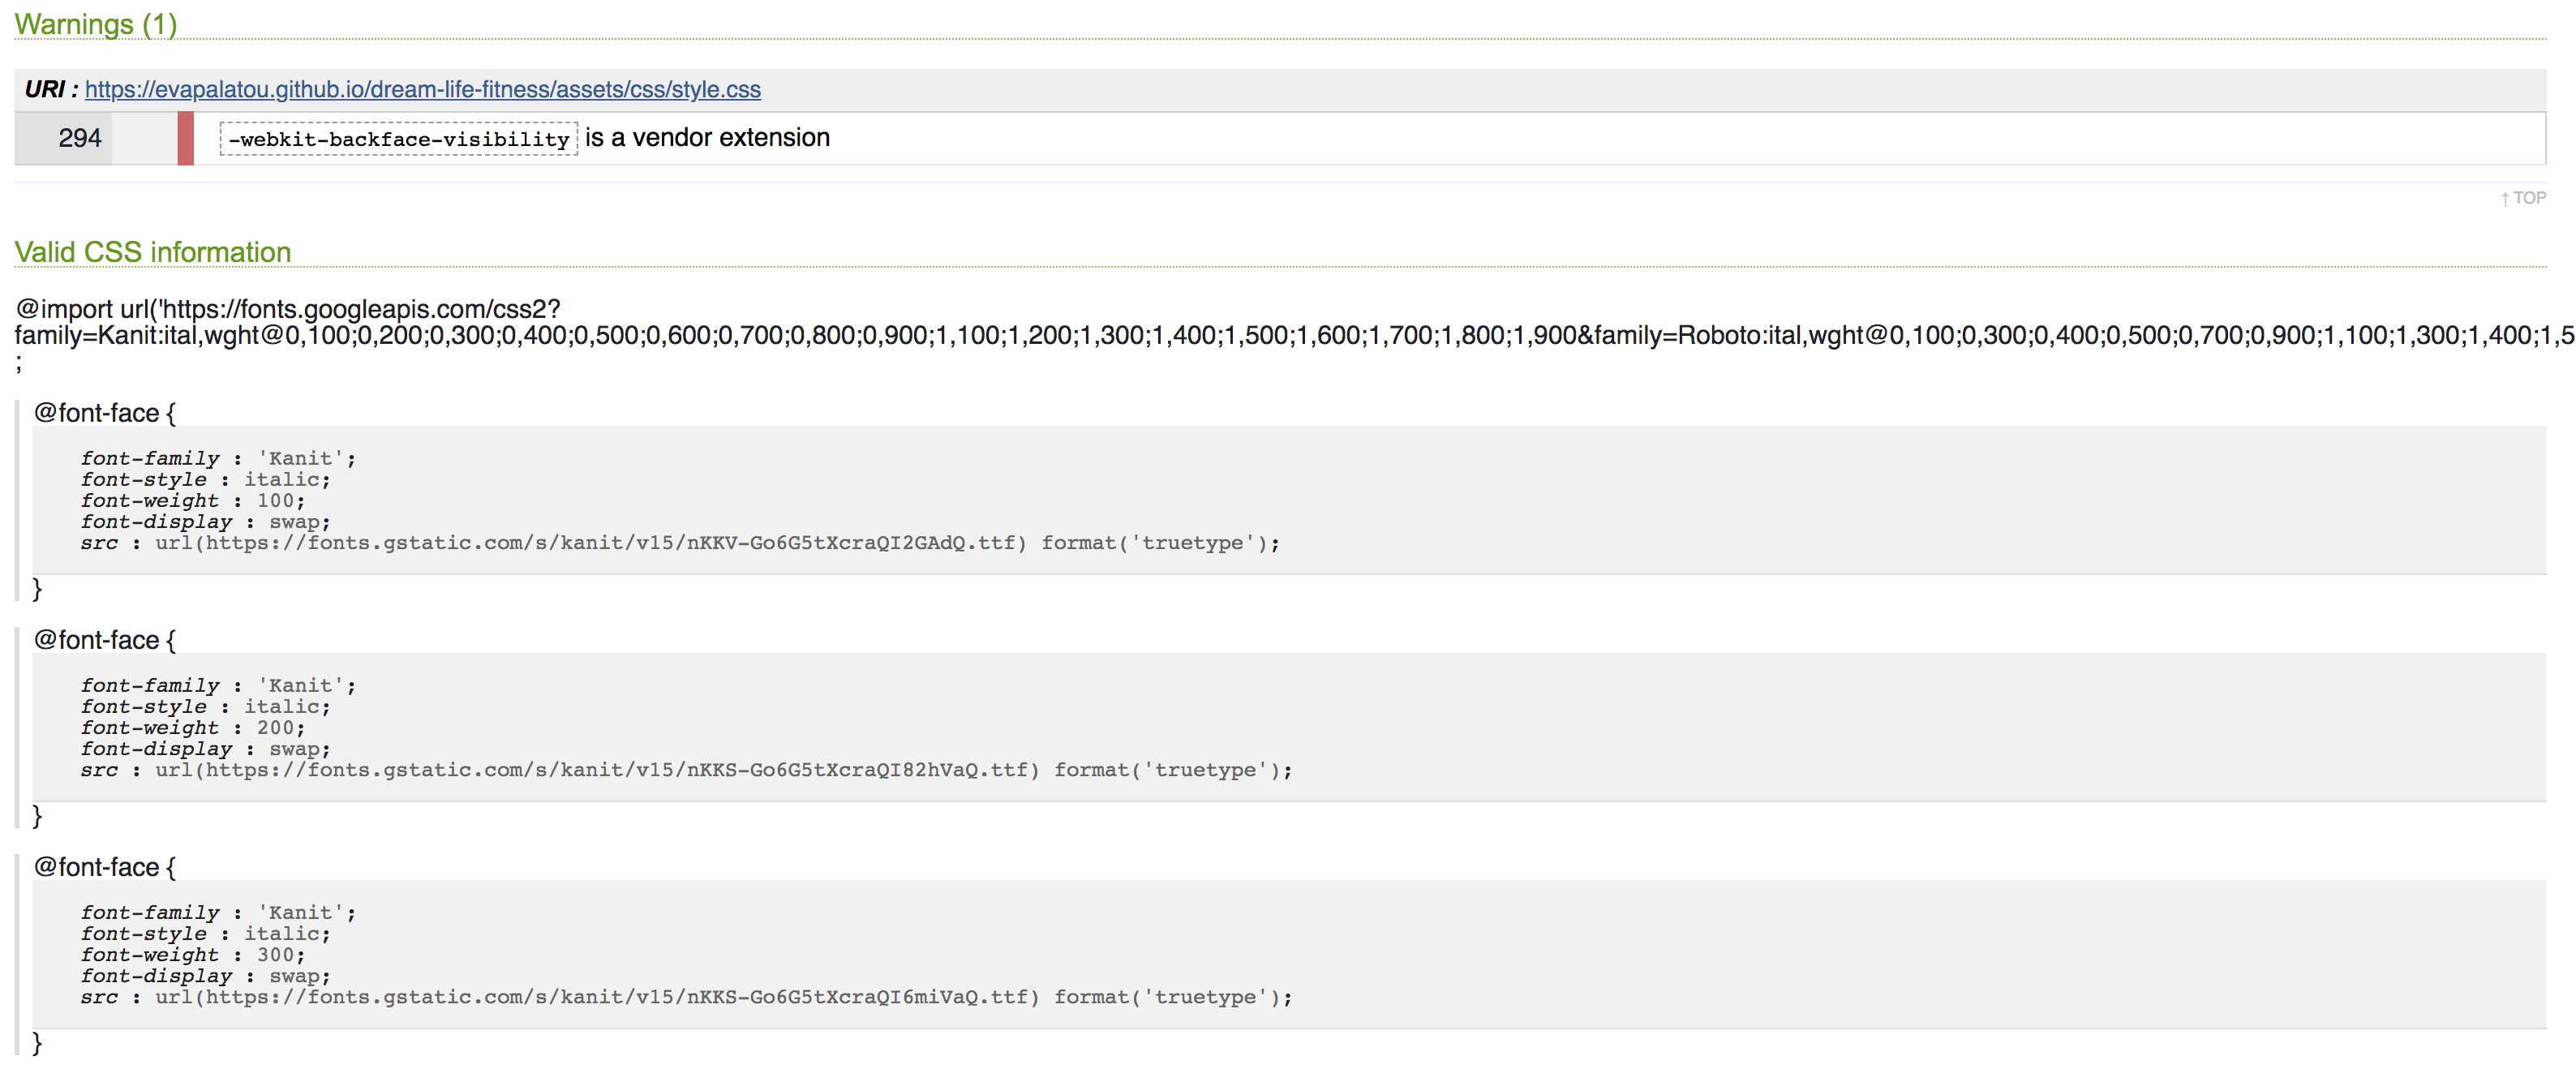 Warnings (1)
URI : https://evapalatou.github.io/dream-life-fitness/assets/css/style.css
294 -webkit-backface-visibility is a vendor extension
↑ TOP
Valid CSS information
@import url('https://fonts.googleapis.com/css2?
family=Kanit:ital,wght@0,100;0,200;0,300;0,400;0,500;0,600;0,700;0,800;0,900;1,100;1,200;1,300;1,400;1,500;1,600;1,700;1,800;1,900&family=Roboto:ital,wght@0,100;0,300;0,400;0,500;0,700;0,900;1,100;1,300;1,400;1,5
;
@font-face {
font-family : 'Kanit';
font-style : italic;
font-weight : 100;
font-display : swap;
src : url(https://fonts.gstatic.com/s/kanit/v15/nKKV-Go6G5tXcraQI2GAdQ.ttf) format('truetype');
}
@font-face {
font-family : 'Kanit';
font-style : italic;
font-weight : 200;
font-display : swap;
src : url(https://fonts.gstatic.com/s/kanit/v15/nKKS-Go6G5tXcraQI82hVaQ.ttf) format('truetype');
}
@font-face {
font-family : 'Kanit';
font-style : italic;
font-weight : 300;
font-display : swap;
src : url(https://fonts.gstatic.com/s/kanit/v15/nKKS-Go6G5tXcraQI6miVaQ.ttf) format('truetype');
}